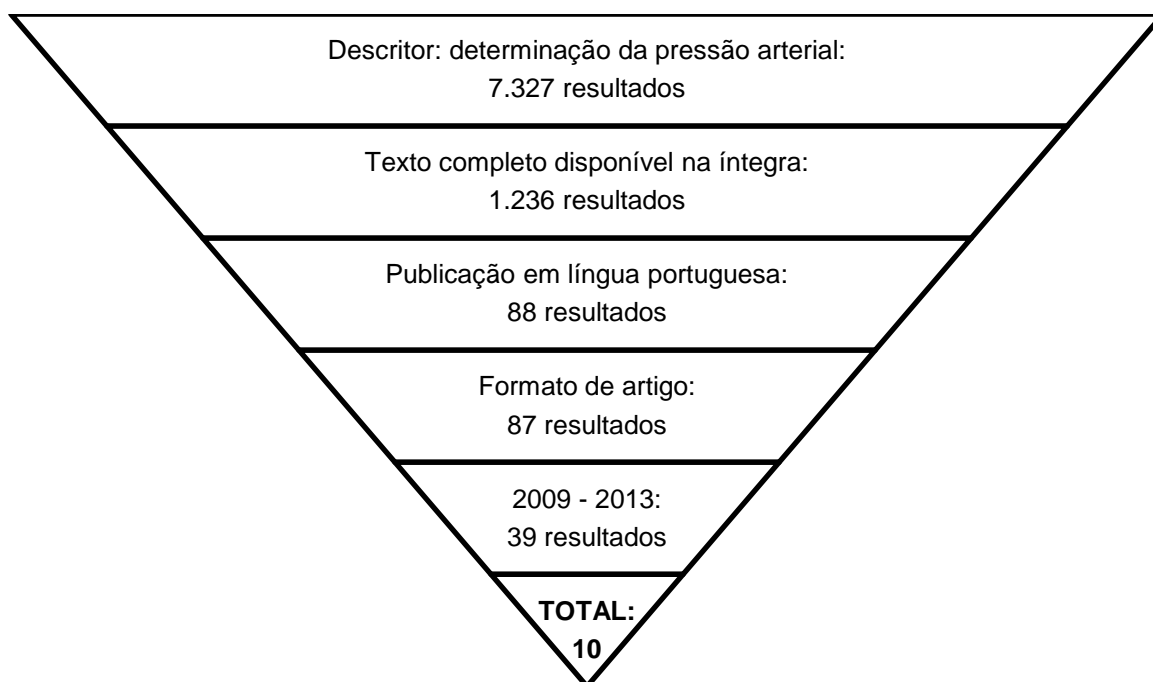 Descritor: determinação da pressão arterial:
7.327 resultados
Texto completo disponível na íntegra:
1.236 resultados
Publicação em língua portuguesa:
88 resultados
Formato de artigo:
87 resultados
2009 - 2013:
39 resultados
TOTAL:
10